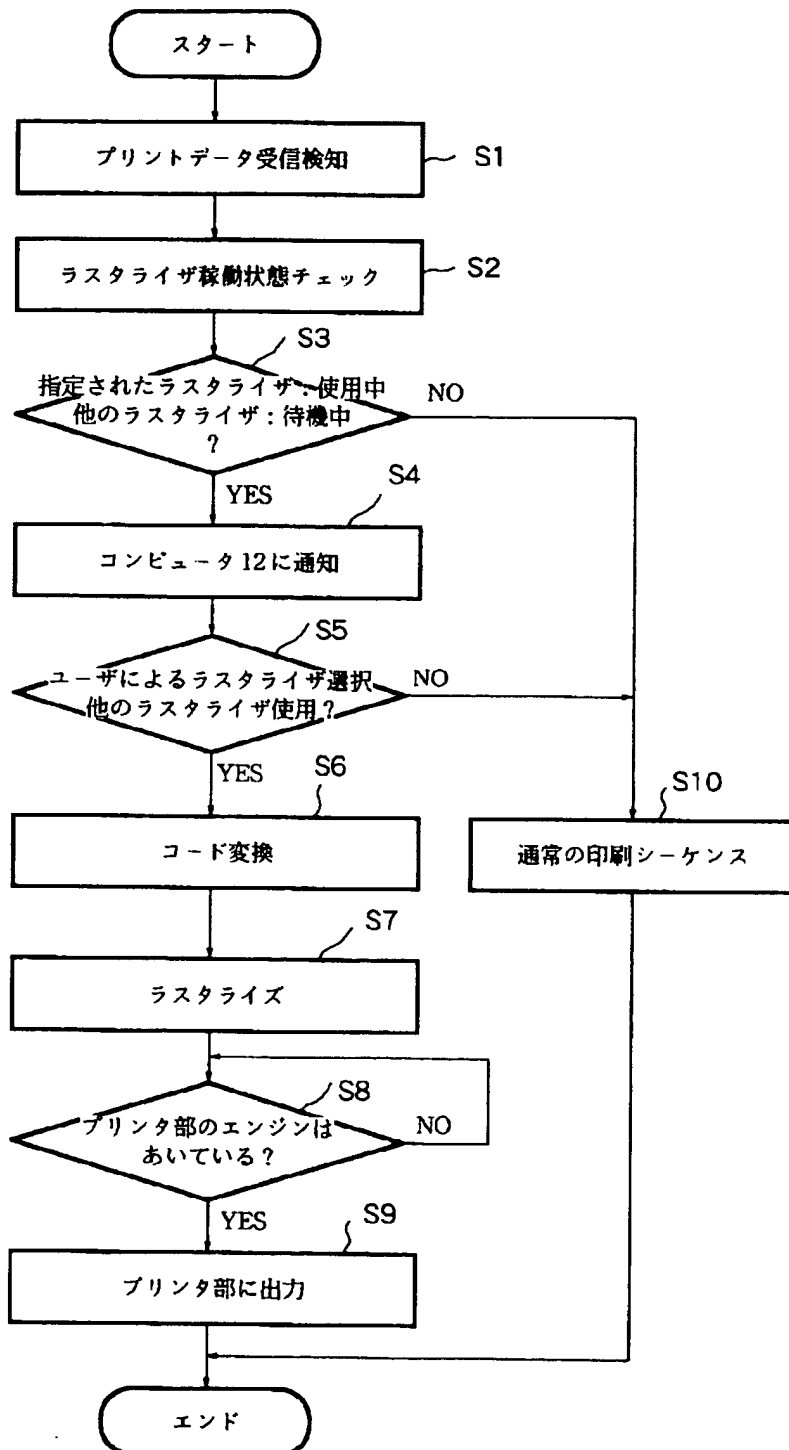 スタート
プリントデータ受信検知
S1
ラスタライザ稼働状態チェック
S2
S3
指定されたラスタライザ：使用中
他のラスタライザ：待機中
？
NO
YES
S4
コンピュータ12に通知
S5
ユーザによるラスタライザ選択
他のラスタライザ使用？
NO
YES
S6
コード変換
S10
通常の印刷シーケンス
S7
ラスタライズ
S8
プリンタ部のエンジンは
あいている？
NO
YES
S9
プリンタ部に出力
エンド